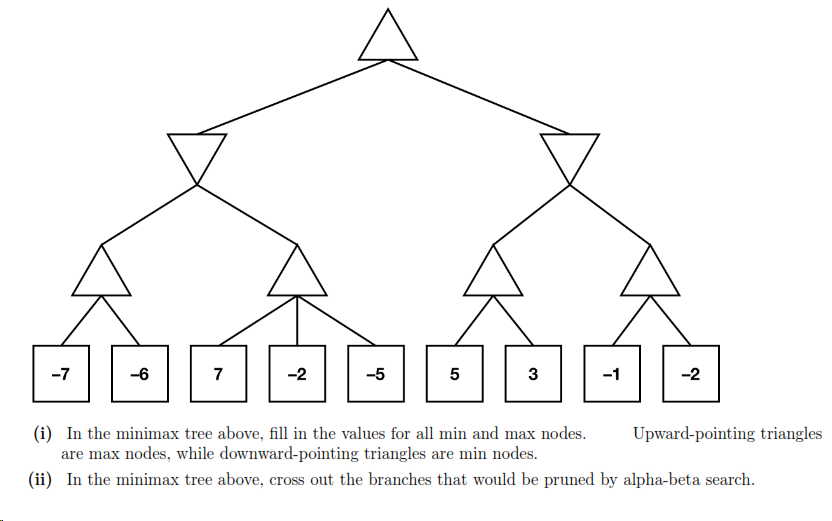 –7 –6 7 –2 –5 5 3 –1 –2
(i) In the minimax tree above, fill in the values for all min and max nodes. Upward-pointing triangles
are max nodes, while downward-pointing triangles are min nodes.
(ii) In the minimax tree above, cross out the branches that would be pruned by alpha-beta search.